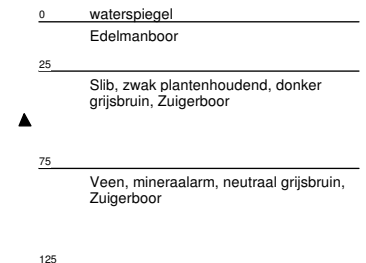 0 waterspiegel
Edelmanboor
25
Slib, zwak plantenhoudend, donker
grijsbruin, Zuigerboor
75
Veen, mineraalarm, neutraal grijsbruin,
Zuigerboor
125